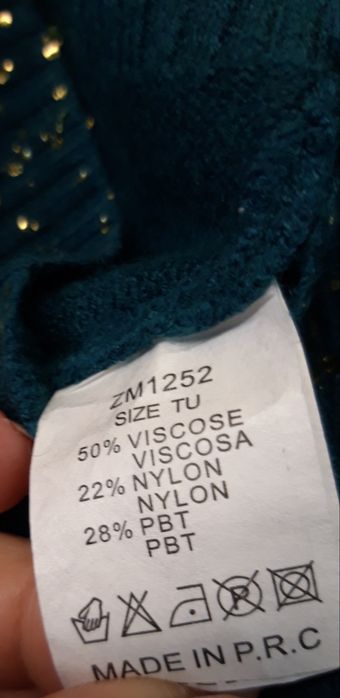 ZM1252
SIZE TU
50% VISCOSE
VISCOSA
22% NYLON
NYLON
28% PBT
PBT
P
MADE IN P.R.C